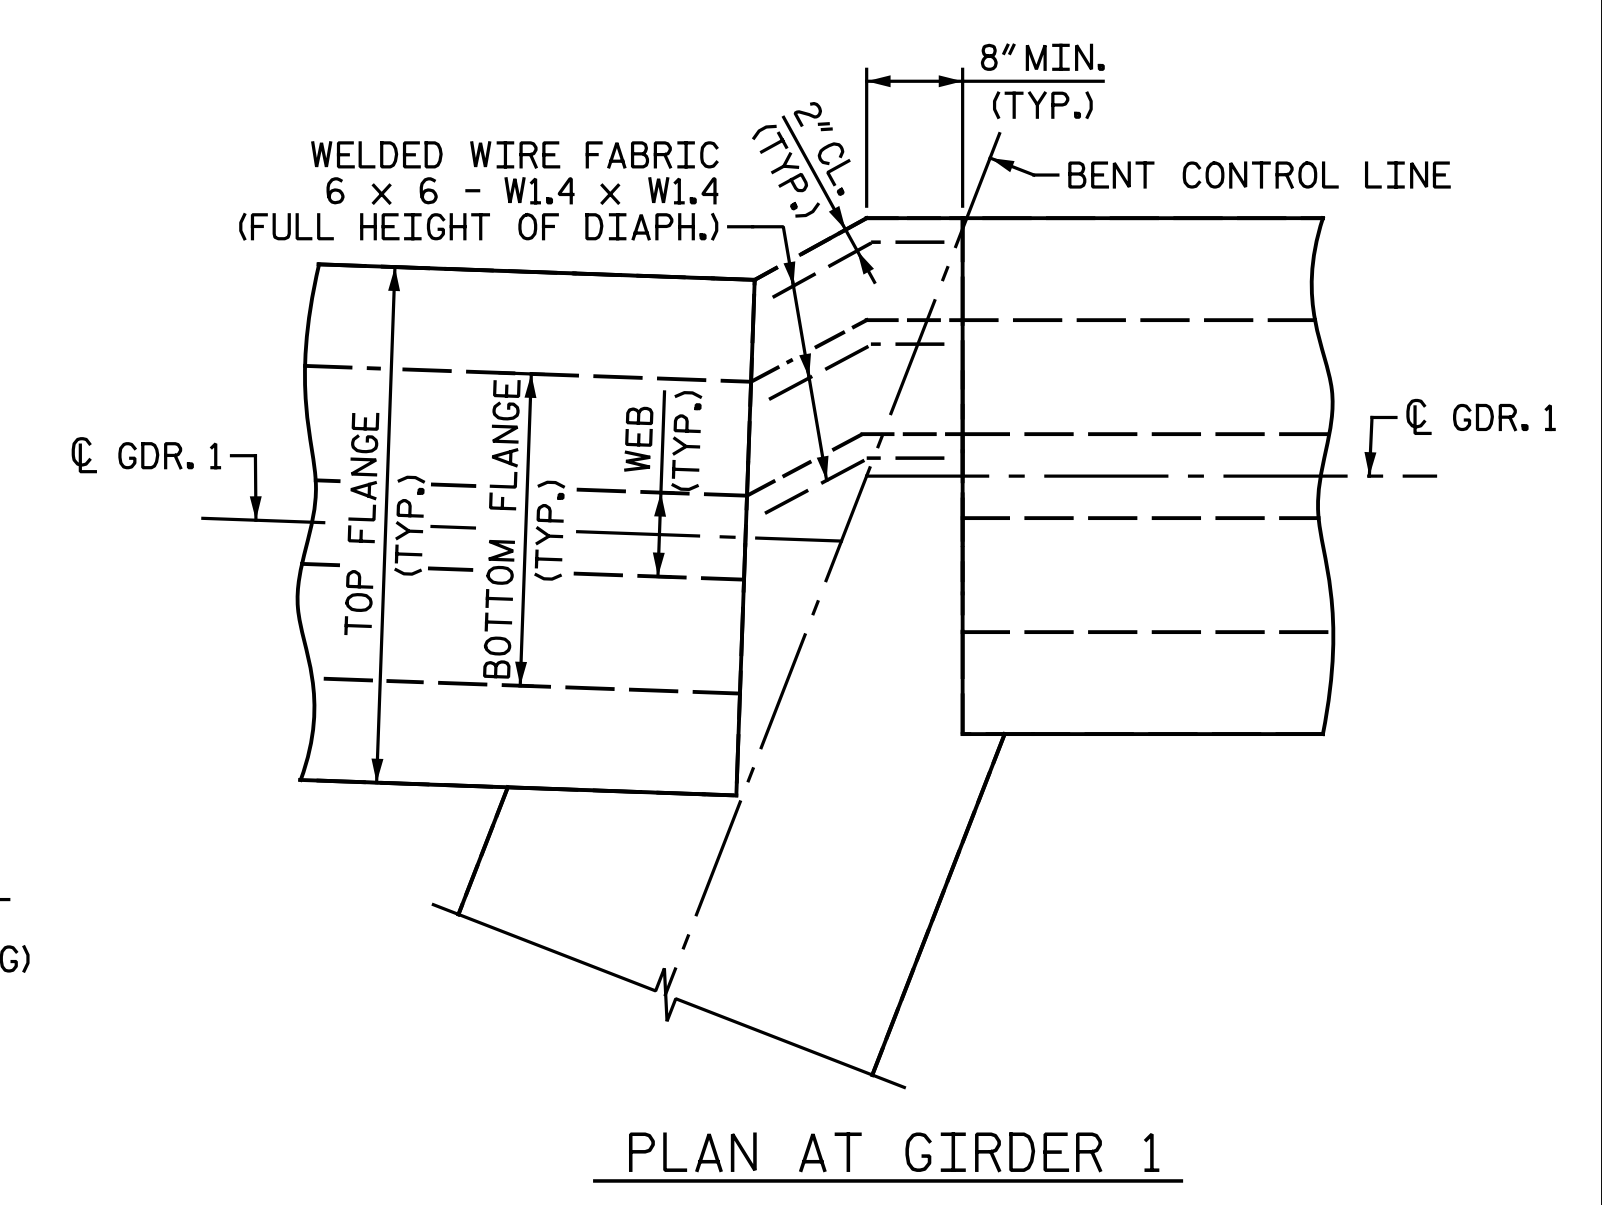 8" MIN.
(TYP.)
2" CL.
(TYP.)
WELDED WIRE FABRIC
6 x 6 - W1.4 x W1.4
(FULL HEIGHT OF DIAPH.)
BENT CONTROL LINE
℄ GDR. 1
℄ GDR. 1
TOP FLANGE
(TYP.)
BOTTOM FLANGE
(TYP.)
WEB
(TYP.)
G)
PLAN AT GIRDER 1